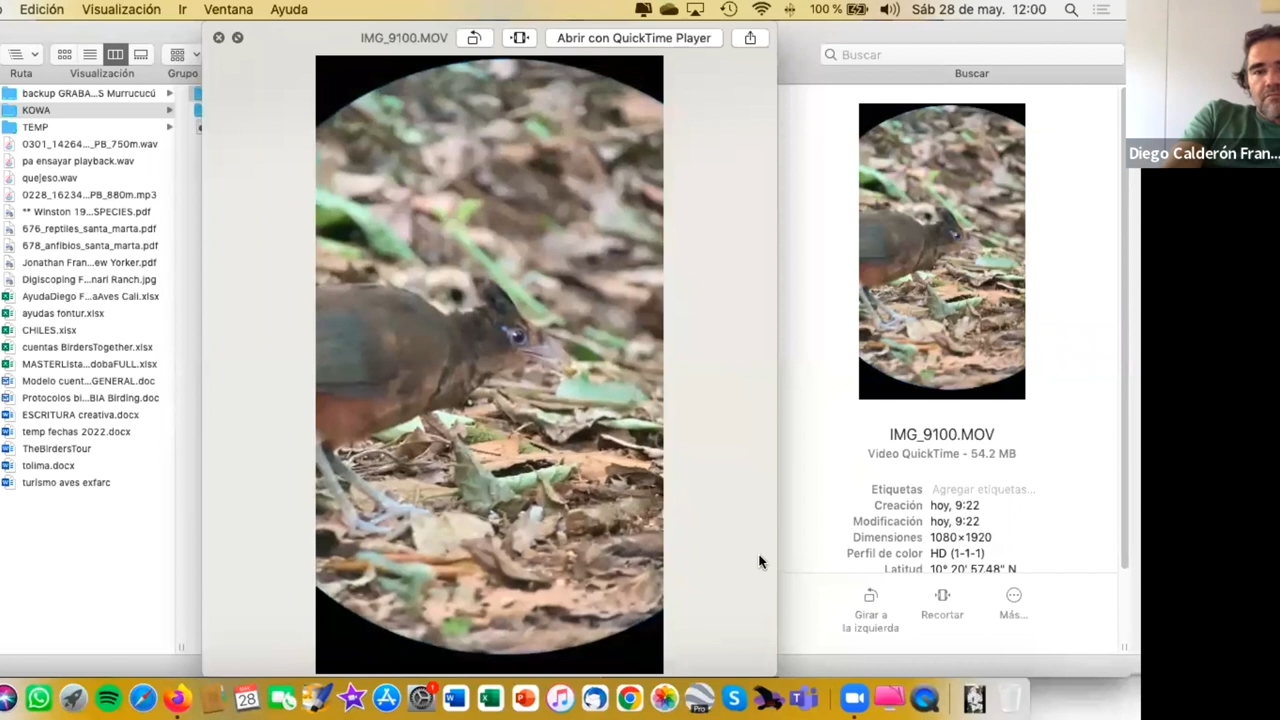 Edición Visualización Ir Ventana Ayuda
100 % Sáb 28 de may. 12:00
IMG_9100.MOV
Abrir con QuickTime Player
Buscar
Ruta Visualización Grupo
Buscar
backup GRABA...S Murrucucú
KOWA
TEMP
0301_14264..._PB_750m.wav
pa ensayar playback.wav
quejeso.wav
0228_16234...PB_880m.mp3
** Winston 19...SPECIES.pdf
676_reptiles_santa_marta.pdf
678_anfibios_santa_marta.pdf
Jonathan Fran...ew Yorker.pdf
Digiscoping F...narl Ranch.jpg
AyudaDiego F...aAves Cali.xlsx
ayudas fontur.xlsx
CHILES.xlsx
cuentas BirdersTogether.xlsx
MASTERLista...dobaFULL.xlsx
Modelo cuent...GENERAL.doc
Protocolos bi...BIA Birding.docx
ESCRITURA creativa.docx
temp fechas 2022.docx
TheBirdersTour
tolima.docx
turismo aves exfarc
Diego Calderón Fran...
IMG_9100.MOV
Video QuickTime - 54.2 MB
Etiquetas Agregar etiquetas...
Creación hoy, 9:22
Modificación hoy, 9:22
Dimensiones 1080×1920
Perfil de color HD (1-1-1)
Latitud 10° 20' 57.48" N
Girar a la izquierda
Recortar
Más...
28
Pro